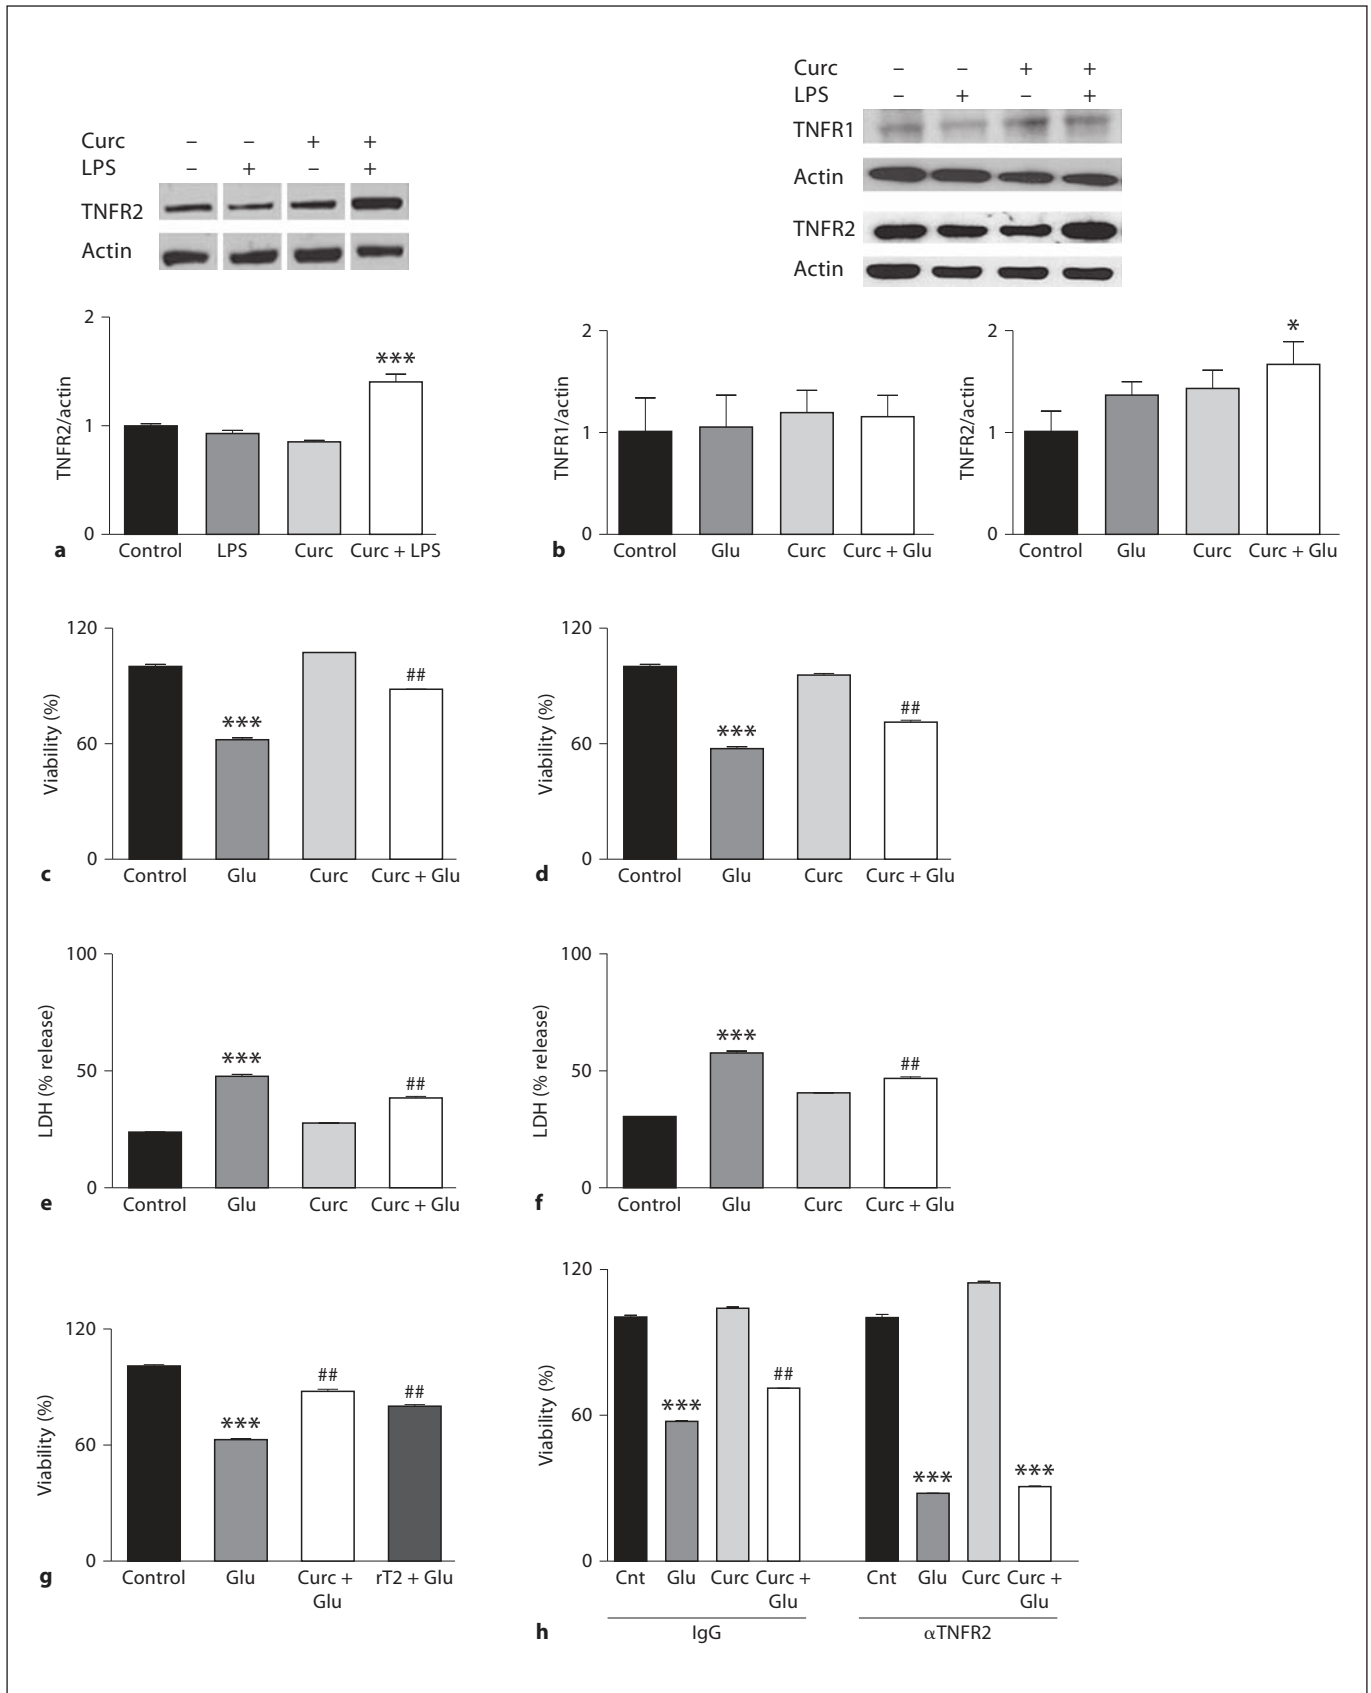 Curc – – + +
LPS – + – +
TNFR2
Actin
2
1
0
TNFR2/actin
***
Control LPS Curc Curc + LPS
a
Curc – – + +
LPS – + – +
TNFR1
Actin
TNFR2
Actin
2
1
0
TNFR1/actin
Control Glu Curc Curc + Glu
b
2
1
0
TNFR2/actin
*
Control Glu Curc Curc + Glu
120
60
0
Viability (%)
***
##
Control Glu Curc Curc + Glu
c
120
60
0
Viability (%)
***
##
Control Glu Curc Curc + Glu
d
100
50
0
LDH (% release)
***
##
Control Glu Curc Curc + Glu
e
100
50
0
LDH (% release)
***
##
Control Glu Curc Curc + Glu
f
120
60
0
Viability (%)
***
##
##
Control Glu Curc + rT2 + Glu
Glu
g
120
60
0
Viability (%)
***
##
***
***
Cnt Glu Curc Curc + Cnt Glu Curc Curc +
Glu Glu
IgG αTNFR2
h